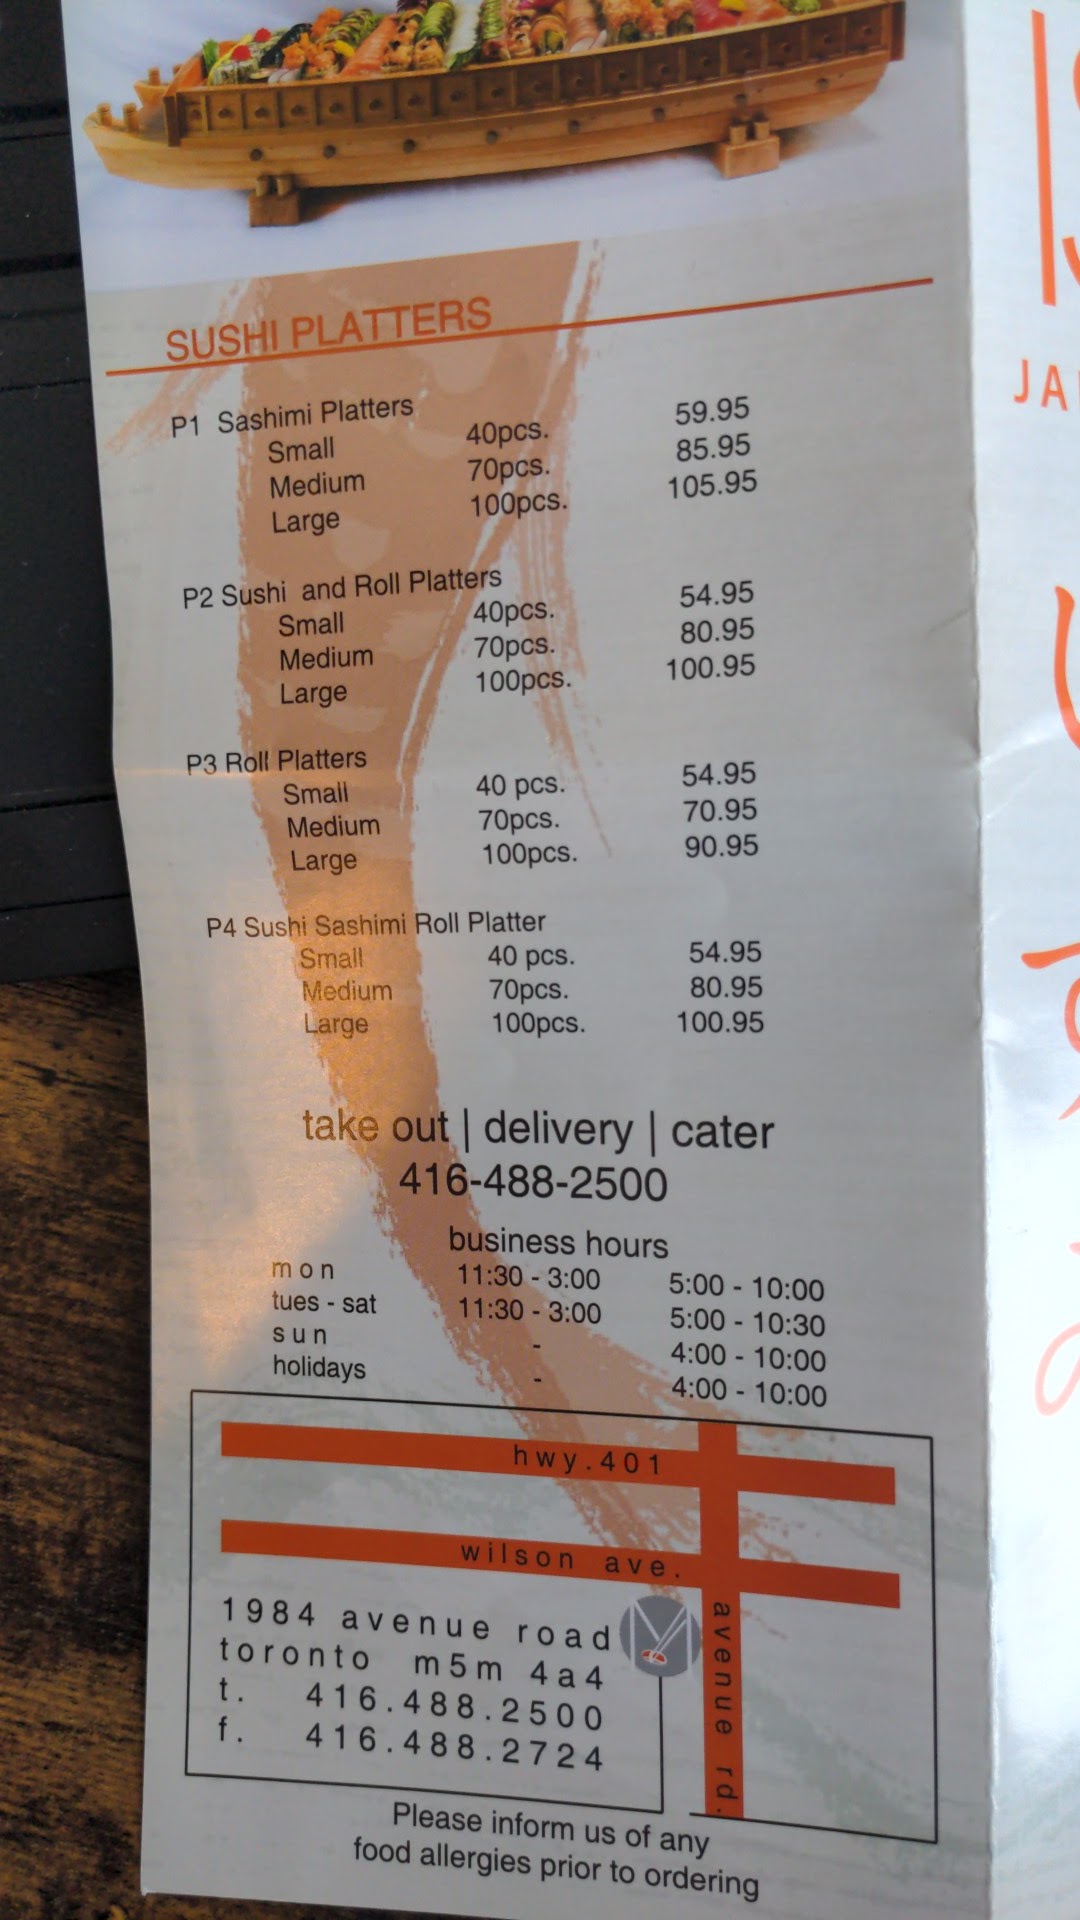 SUSHI PLATTERS
P1 Sashimi Platters
Small 40pcs. 59.95
Medium 70pcs. 85.95
Large 100pcs. 105.95
P2 Sushi and Roll Platters
Small 40pcs. 54.95
Medium 70pcs. 80.95
Large 100pcs. 100.95
P3 Roll Platters
Small 40 pcs. 54.95
Medium 70pcs. 70.95
Large 100pcs. 90.95
P4 Sushi Sashimi Roll Platter
Small 40 pcs. 54.95
Medium 70pcs. 80.95
Large 100pcs. 100.95
take out | delivery | cater
416-488-2500
business hours
mon 11:30 - 3:00 5:00 - 10:00
tues - sat 11:30 - 3:00 5:00 - 10:30
sun - 4:00 - 10:00
holidays - 4:00 - 10:00
hwy.401
wilson ave.
avenue rd.
1984 avenue road
toronto m5m 4a4
t. 416.488.2500
f. 416.488.2724
Please inform us of any
food allergies prior to ordering
JA